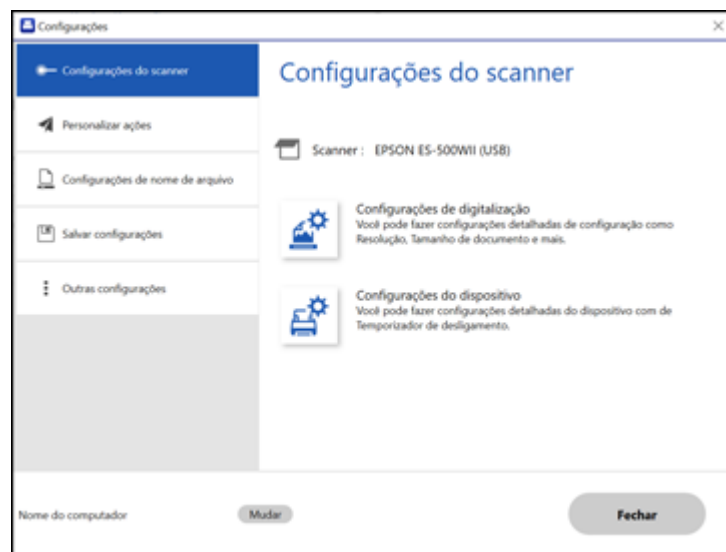 Configurações
Configurações do scanner
Personalizar ações
Configurações de nome de arquivo
Salvar configurações
Outras configurações
Configurações do scanner
Scanner : EPSON ES-500WII (USB)
Configurações de digitalização
Você pode fazer configurações detalhadas de configuração como
Resolução, Tamanho de documento e mais.
Configurações do dispositivo
Você pode fazer configurações detalhadas do dispositivo com de
Temporizador de desligamento.
Nome do computador
Mudar
Fechar